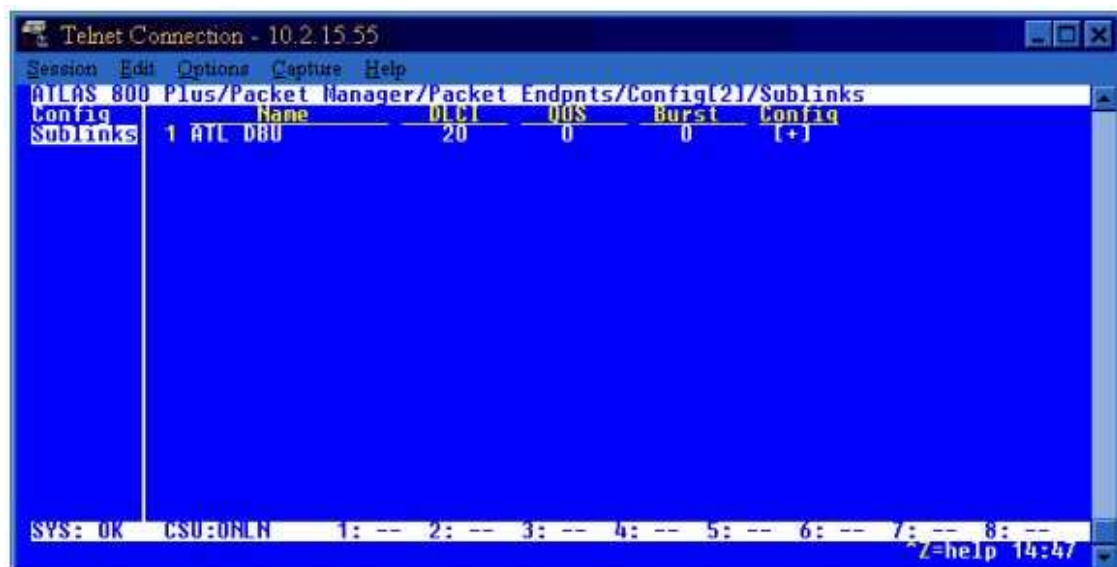 Telnet Connection - 10.2.15.55
Session Edit Options Capture Help
ATLAS 800 Plus/Packet Manager/Packet Endpnts/Config[2]/Sublinks
Config Name DLCI QOS Burst Config
Sublinks 1 ATL DBU 20 0 0 [+]
SYS: OK CSU:ONLN 1: -- 2: -- 3: -- 4: -- 5: -- 6: -- 7: -- 8: --
^Z=help 14:47